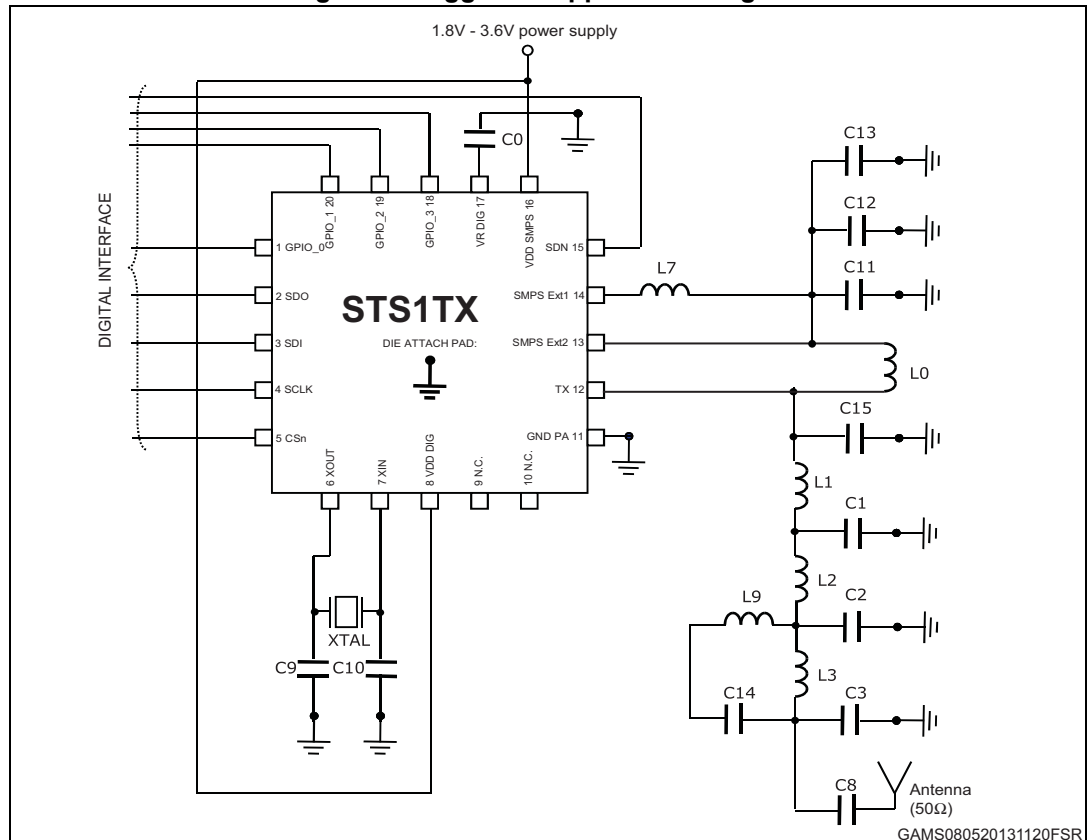 1.8V - 3.6V power supply
C0
C13
C12
C11
DIGITAL INTERFACE
GPIO_1 20
GPIO_2 19
GPIO_3 18
VR DIG 17
VDD SMPS 16
1 GPIO_0
SDN 15
2 SDO
STS1TX
SMPS Ext1 14
L7
3 SDI
DIE ATTACH PAD:
SMPS Ext2 13
4 SCLK
TX 12
L0
5 CSn
GND PA 11
C15
6 XOUT
7 XIN
8 VDD DIG
9 N.C.
10 N.C.
L1
C1
L2
L9
C2
XTAL
C9
C10
L3
C14
C3
C8
Antenna
(50Ω)
GAMS080520131120FSR